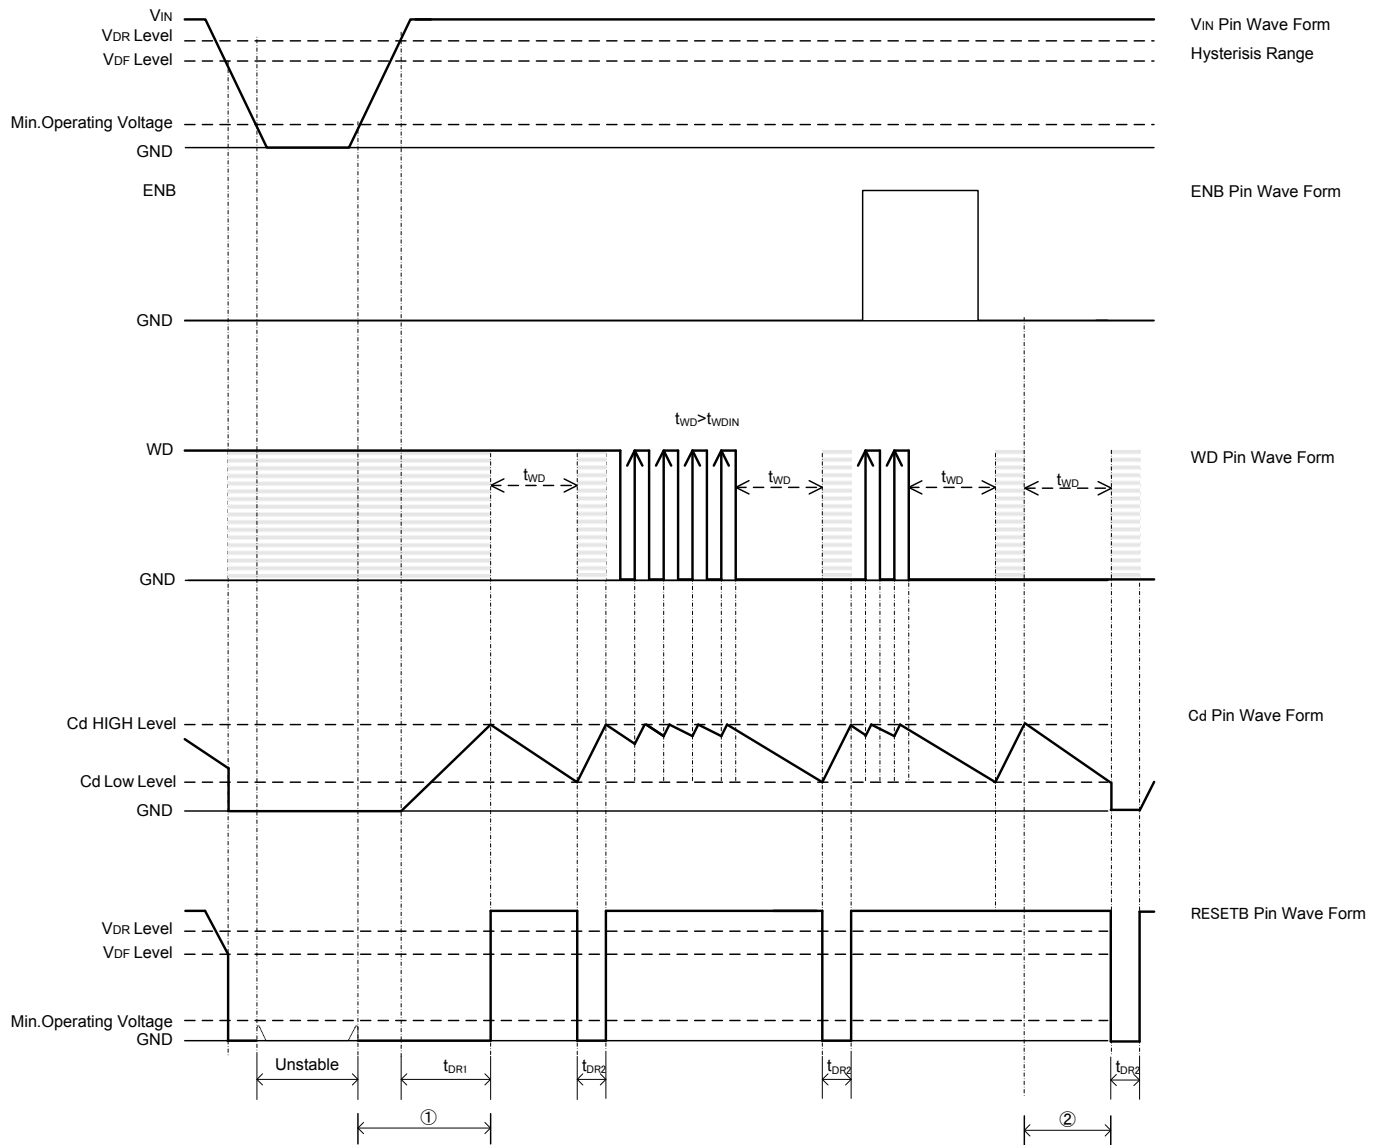 VIN
VDR Level
VDF Level
Min.Operating Voltage
GND
VIN Pin Wave Form
Hysterisis Range
ENB
GND
ENB Pin Wave Form
tWD>tWDIN
WD
GND
tWD
tWD
tWD
tWD
WD Pin Wave Form
Cd HIGH Level
Cd Low Level
GND
Cd Pin Wave Form
VDR Level
VDF Level
Min.Operating Voltage
GND
RESETB Pin Wave Form
Unstable
tDR1
tDR2
tDR2
tDR2
①
②